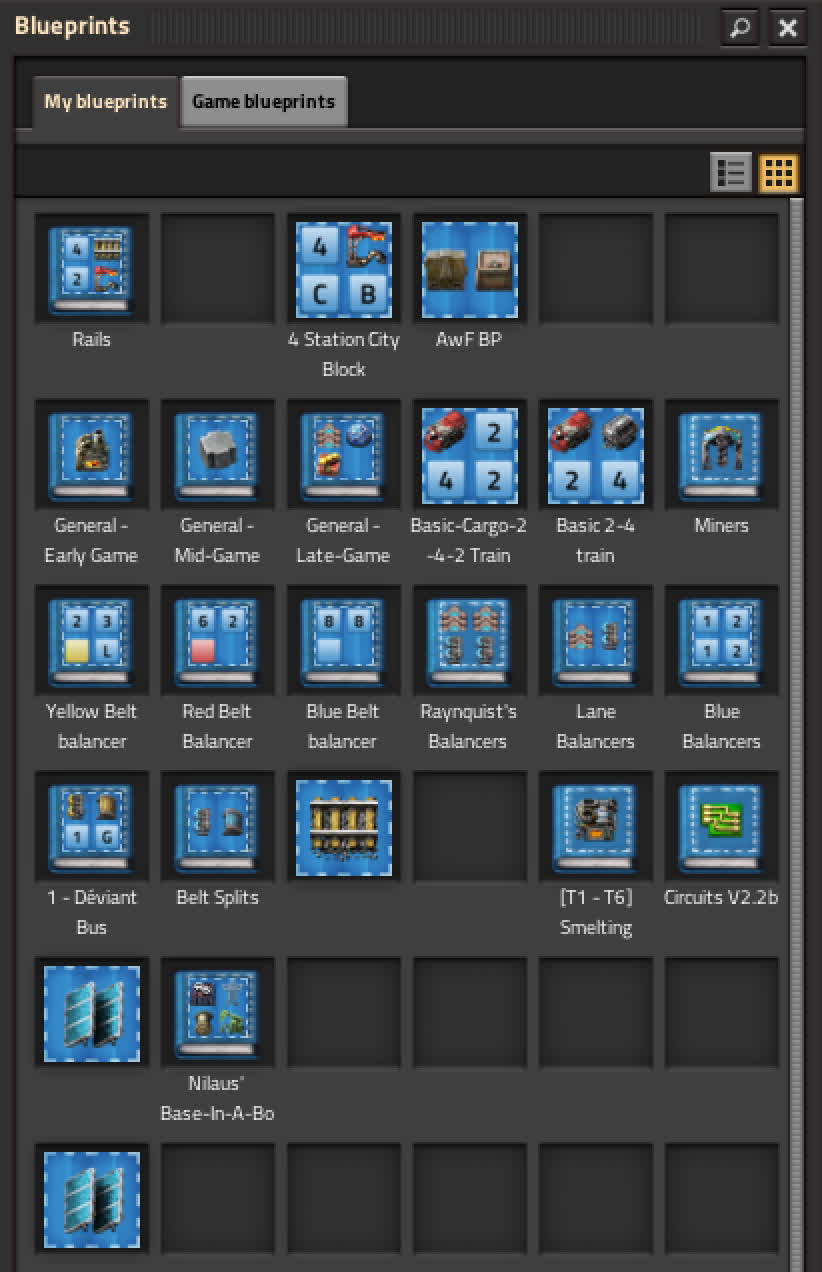 Blueprints
My blueprints Game blueprints
4
2
4
C B
Rails 4 Station City AwF BP
Block
2
4 2
2 4
General - General - General - Basic-Cargo-2 Basic 2-4 Miners
Early Game Mid-Game Late-Game -4-2 Train train
2 3 6 2 8 8 1 2
L 1 2
Yellow Belt Red Belt Blue Belt Raynquist's Lane Blue
balancer Balancer balancer Balancers Balancers Balancers
1 G
1 - Déviant Belt Splits [T1 - T6] Circuits V2.2b
Bus Smelting
Nilaus'
Base-In-A-Bo